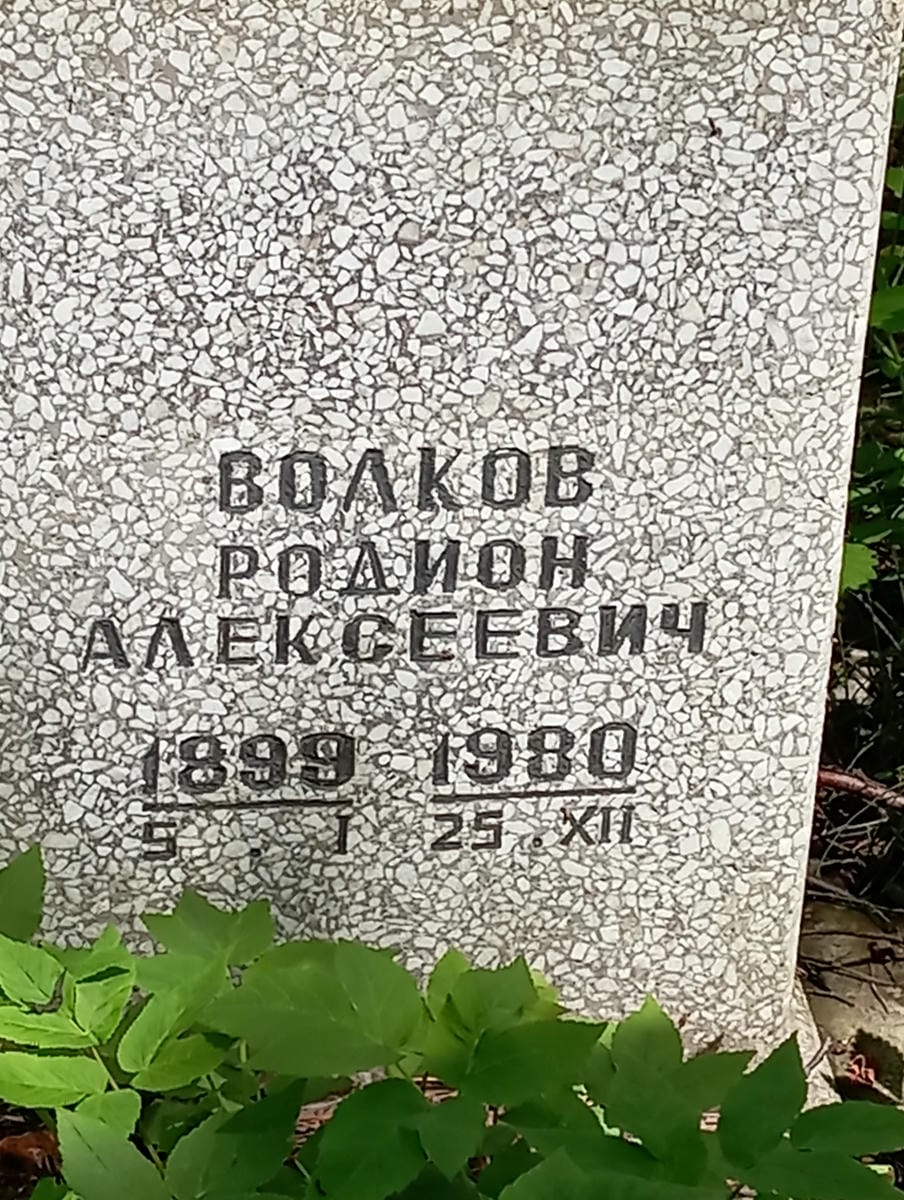 ВОЛКОВ
РОДИОН
АЛЕКСЕЕВИЧ
1899 1980
5 . I 25 . XII